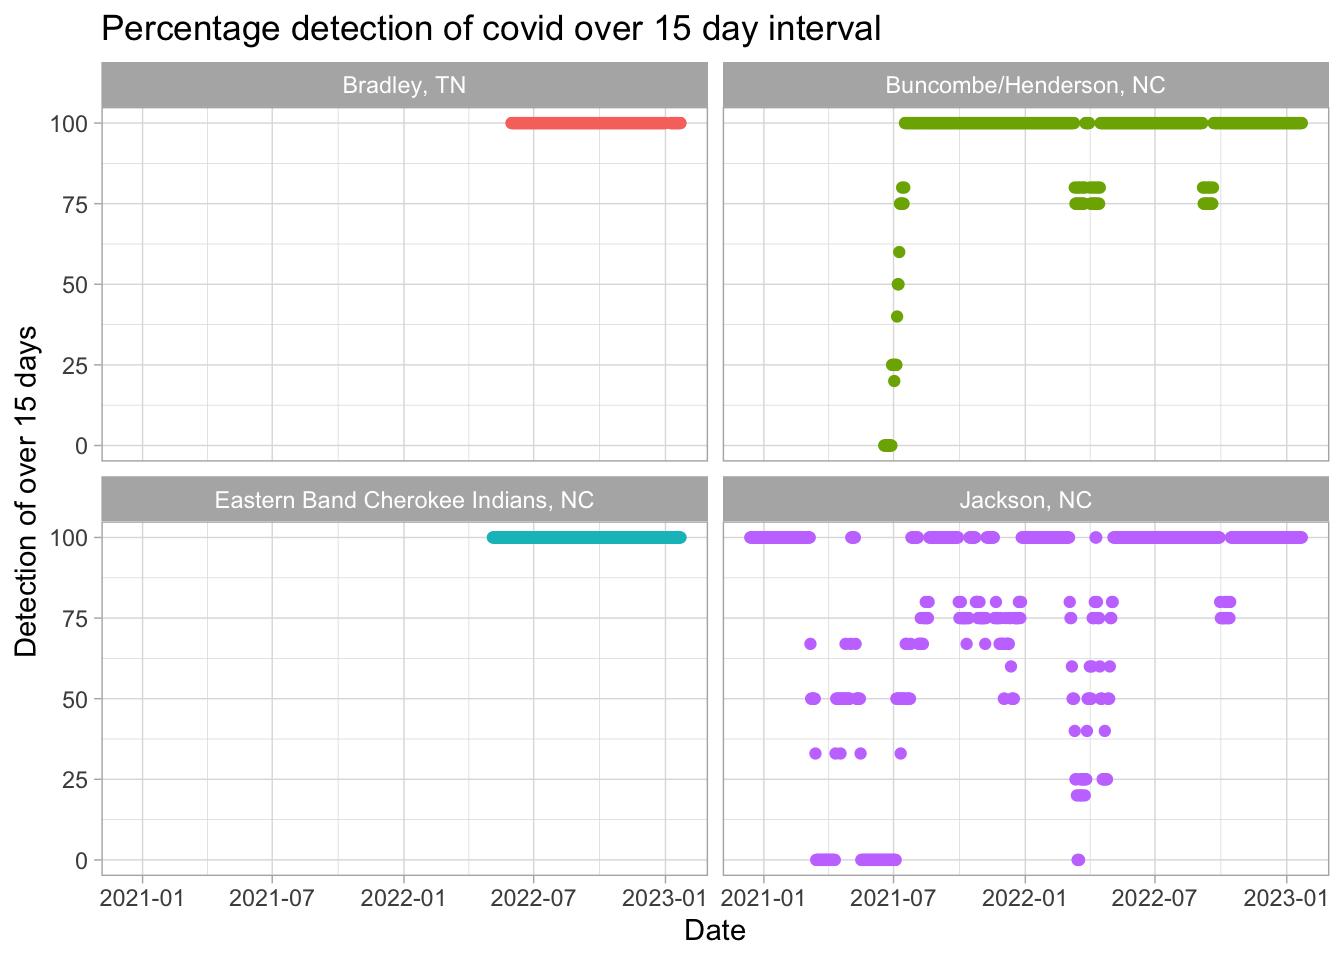 Percentage detection of covid over 15 day interval
Bradley, TN
Buncombe/Henderson, NC
100
75
50
25
0
Eastern Band Cherokee Indians, NC
Jackson, NC
100
75
50
25
0
Detection of over 15 days
2021-01 2021-07 2022-01 2022-07 2023-01 2021-01 2021-07 2022-01 2022-07 2023-01
Date